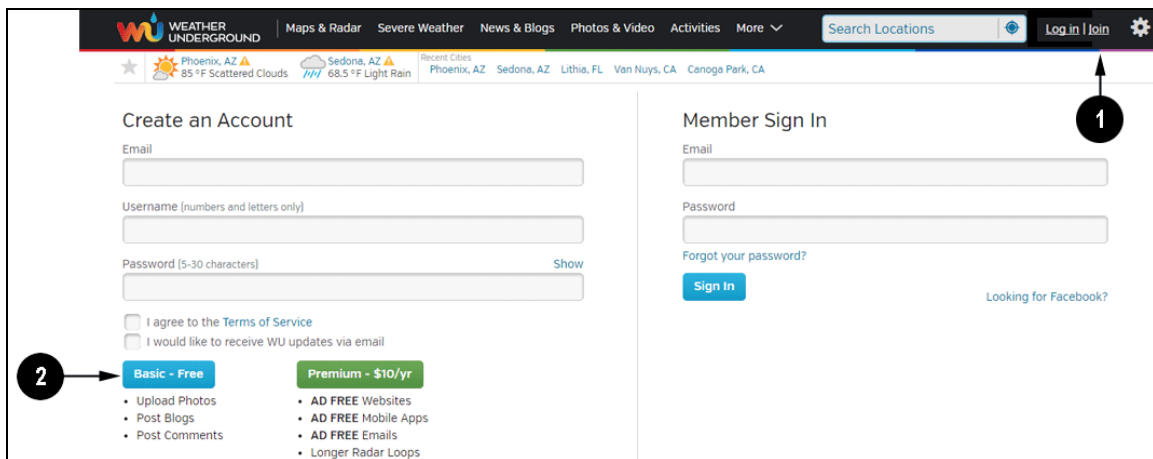 WEATHER UNDERGROUND
Maps & Radar Severe Weather News & Blogs Photos & Video Activities More Search Locations Log in | Join
Phoenix, AZ
85 °F Scattered Clouds
Sedona, AZ
68.5 °F Light Rain
Recent Cities
Phoenix, AZ Sedona, AZ Lithia, FL Van Nuys, CA Canoga Park, CA
1
Create an Account
Email
Username (numbers and letters only)
Password (5-30 characters) Show
I agree to the Terms of Service
I would like to receive WU updates via email
2
Basic - Free
• Upload Photos
• Post Blogs
• Post Comments
Premium - $10/yr
• AD FREE Websites
• AD FREE Mobile Apps
• AD FREE Emails
• Longer Radar Loops
Member Sign In
Email
Password
Forgot your password?
Sign In
Looking for Facebook?